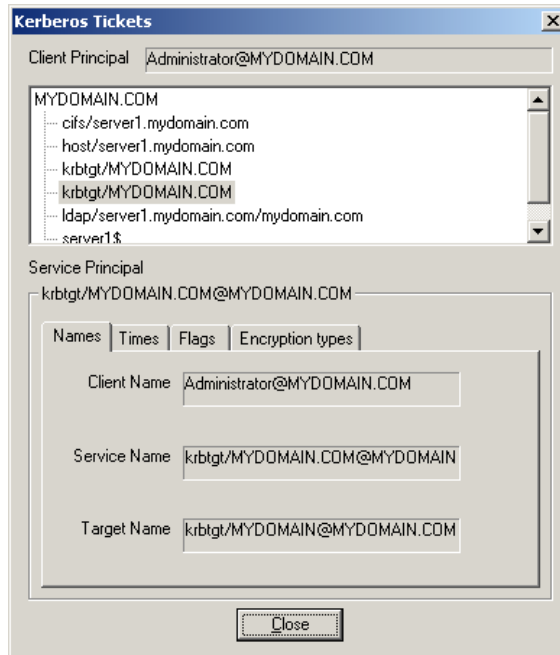 Kerberos Tickets
Client Principal Administrator@MYDOMAIN.COM
MYDOMAIN.COM
cifs/server1.mydomain.com
host/server1.mydomain.com
krbtgt/MYDOMAIN.COM
krbtgt/MYDOMAIN.COM
ldap/server1.mydomain.com/mydomain.com
server1$
Service Principal
krbtgt/MYDOMAIN.COM@MYDOMAIN.COM
Names Times Flags Encryption types
Client Name Administrator@MYDOMAIN.COM
Service Name krbtgt/MYDOMAIN.COM@MYDOMAIN
Target Name krbtgt/MYDOMAIN@MYDOMAIN.COM
Close